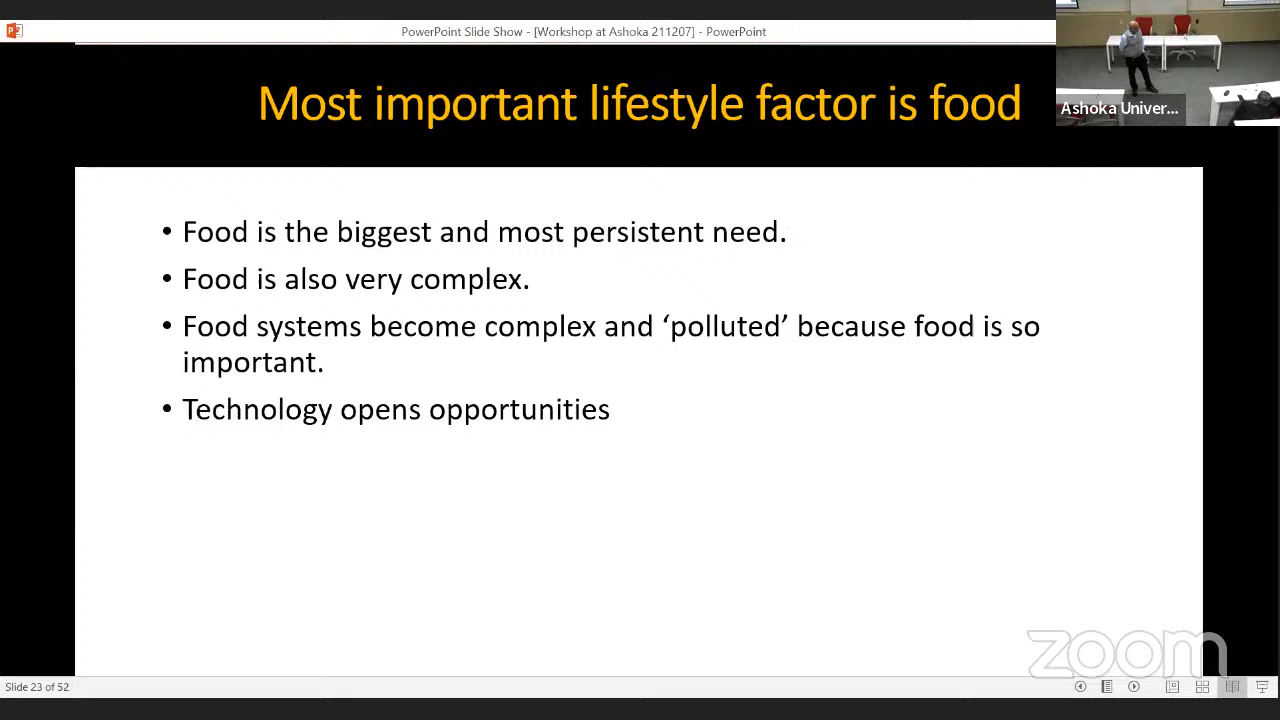 PowerPoint Slide Show - [Workshop at Ashoka 211207] - PowerPoint
Ashoka Univer...
Most important lifestyle factor is food
• Food is the biggest and most persistent need.
• Food is also very complex.
• Food systems become complex and ‘polluted’ because food is so
important.
• Technology opens opportunities
zoom
Slide 23 of 52